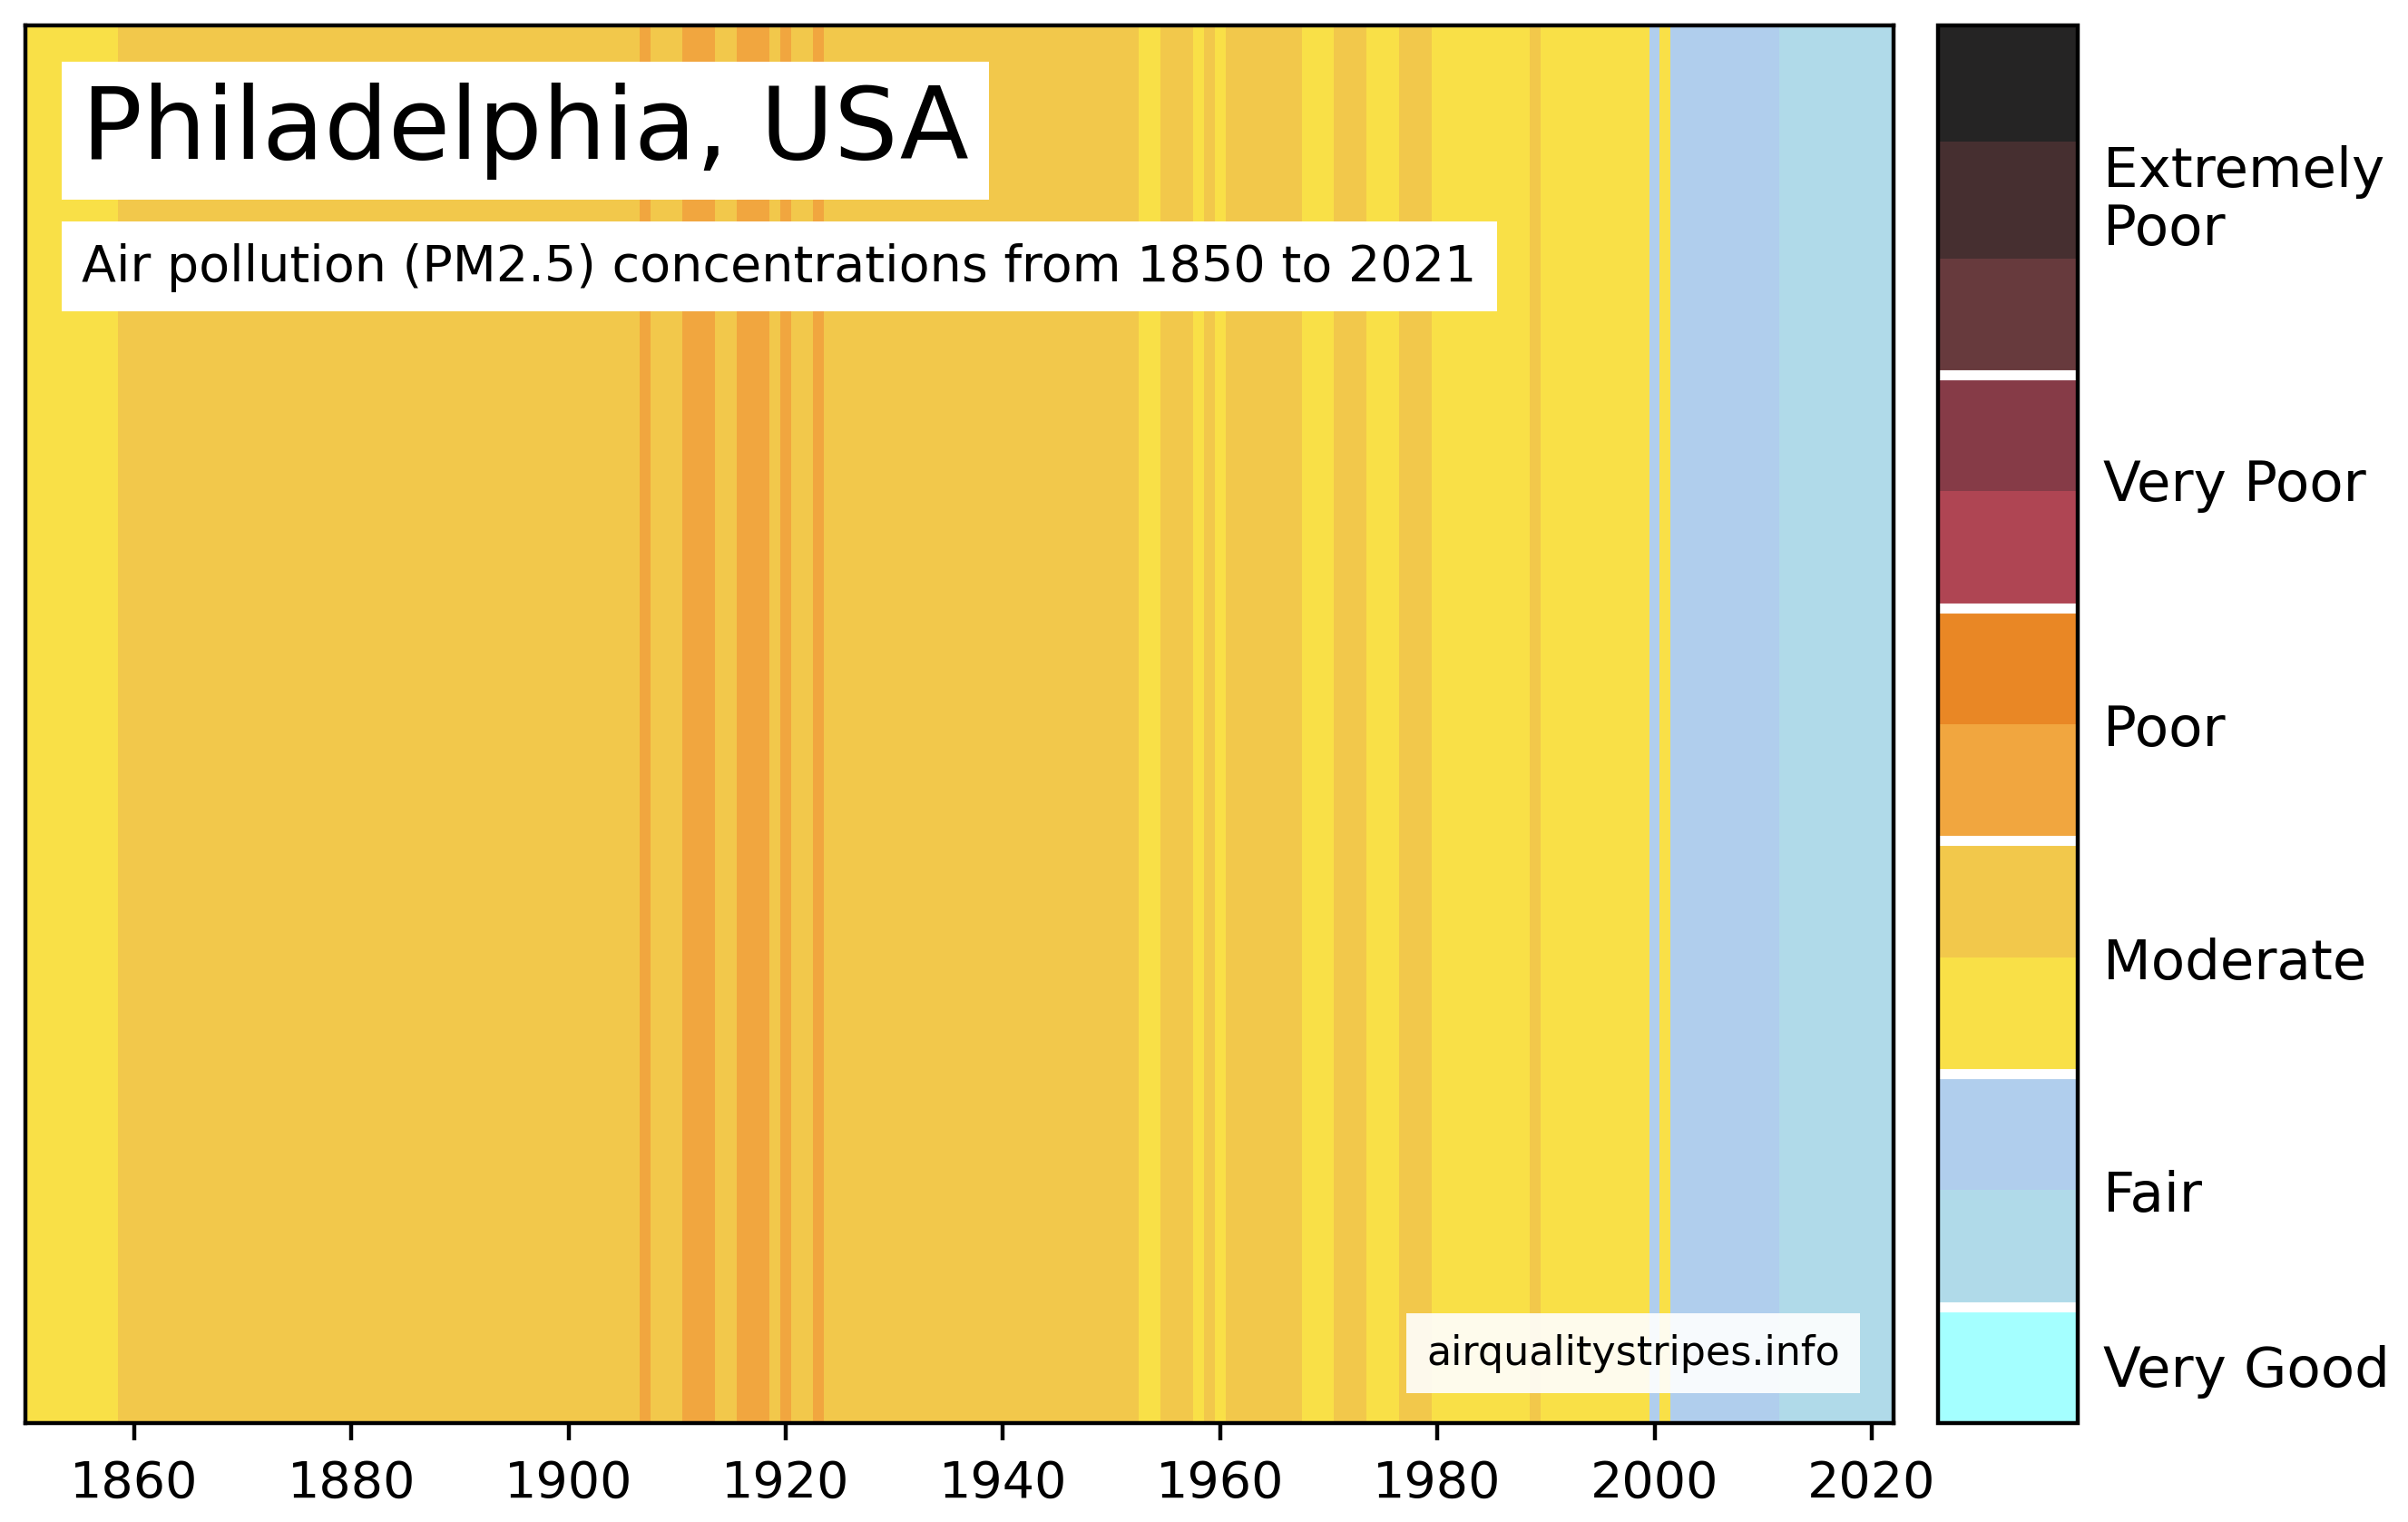 Philadelphia, USA
Air pollution (PM2.5) concentrations from 1850 to 2021
airqualitystripes.info
1860 1880 1900 1920 1940 1960 1980 2000 2020
Extremely
Poor
Very Poor
Poor
Moderate
Fair
Very Good